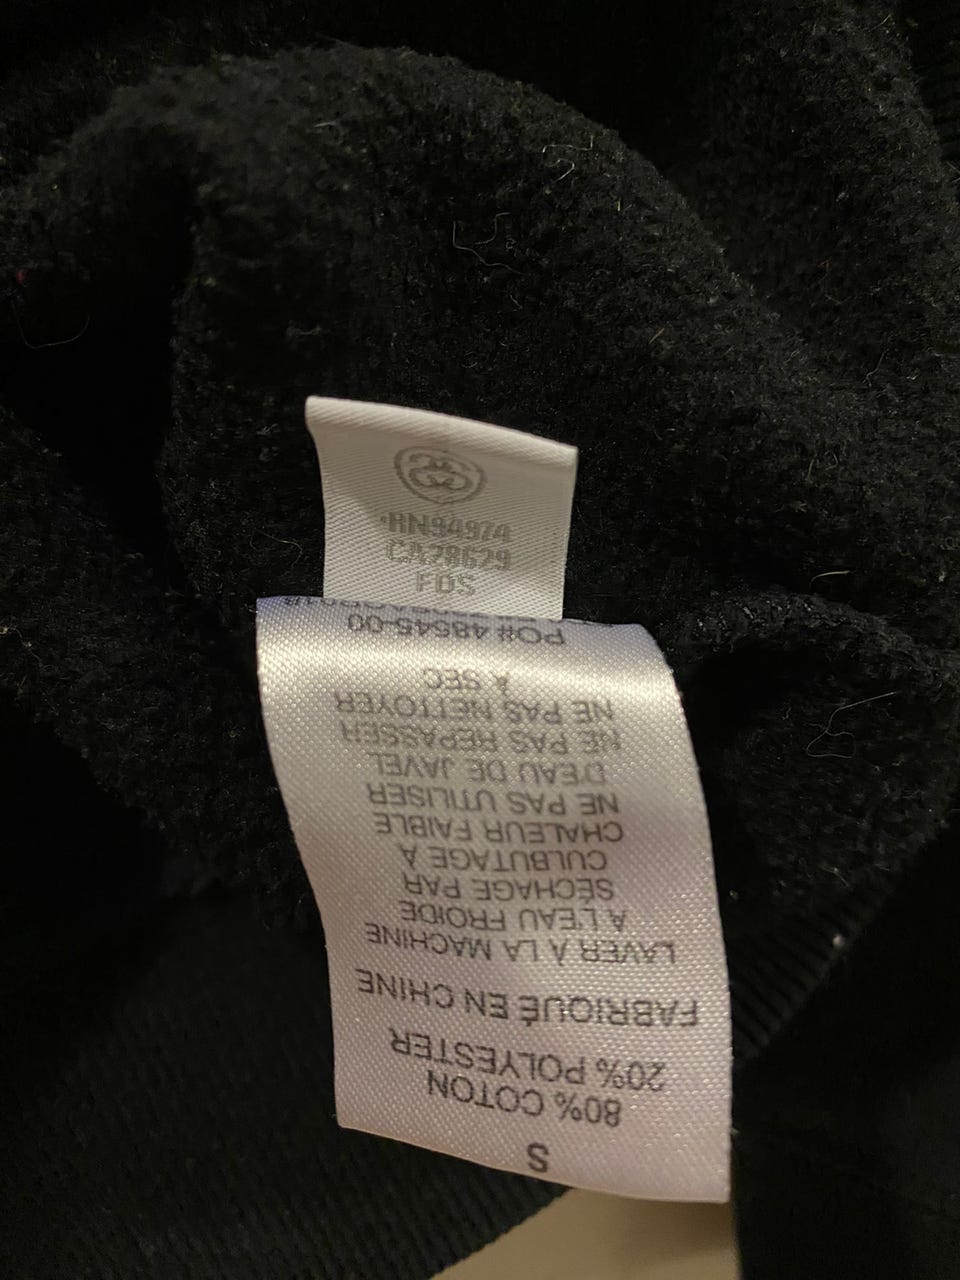 RN94974
CA28629
FDS
S
80% COTON
20% POLYESTER
FABRIQUÉ EN CHINE
LAVER À LA MACHINE
A L'EAU FROIDE
SÉCHAGE PAR
CULBUTAGE À
CHALEUR FAIBLE
NE PAS UTILISER
D'EAU DE JAVEL
NE PAS REPASSER
NE PAS NETTOYER
À SEC
PO# 48545-00